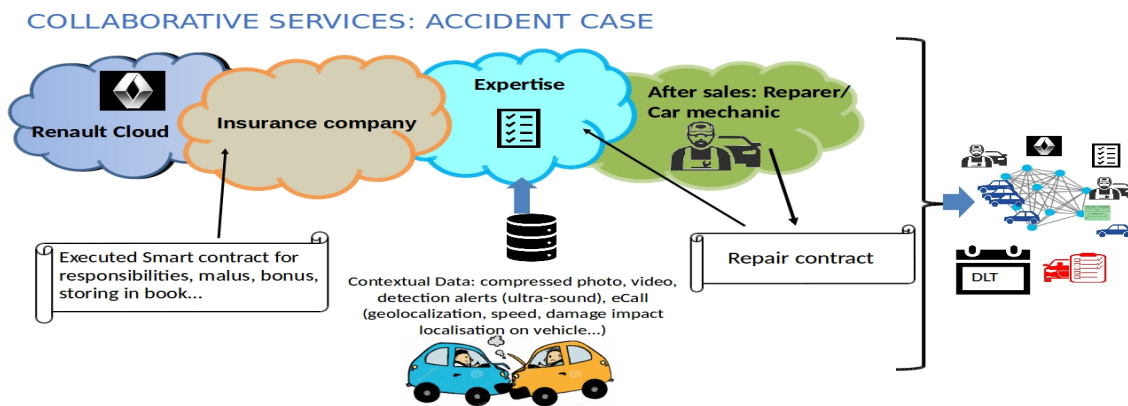 COLLABORATIVE SERVICES: ACCIDENT CASE
Renault Cloud
Insurance company
Expertise
After sales: Reparer/
Car mechanic
Executed Smart contract for
responsibilities, malus, bonus,
storing in book...
Contextual Data: compressed photo, video,
detection alerts (ultra-sound), eCall
(geolocalization, speed, damage impact
localisation on vehicle...)
Repair contract
DLT